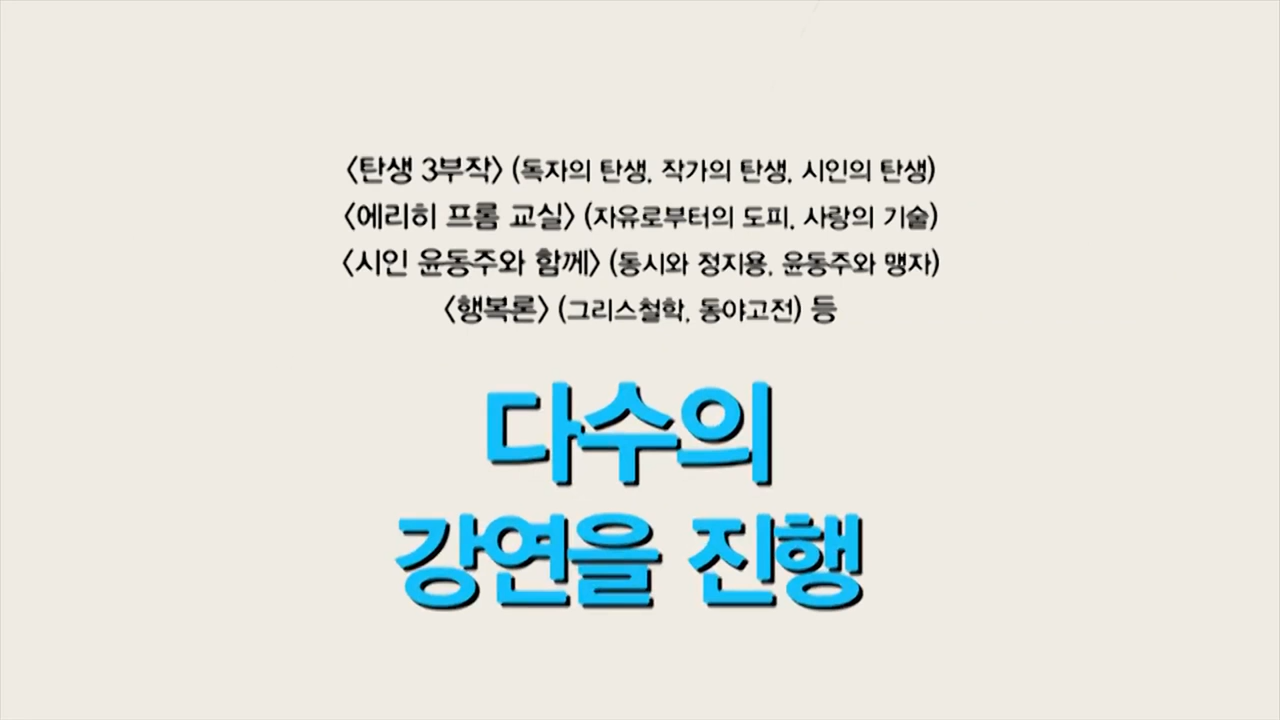 <탄생 3부작> (독자의 탄생, 작가의 탄생, 시인의 탄생)
<에리히 프롬 교실> (자유로부터의 도피, 사랑의 기술)
<시인 윤동주와 함께> (동시와 정지용, 윤동주와 맹자)
<행복론> (그리스철학, 동야고전) 등
다수의
강연을 진행